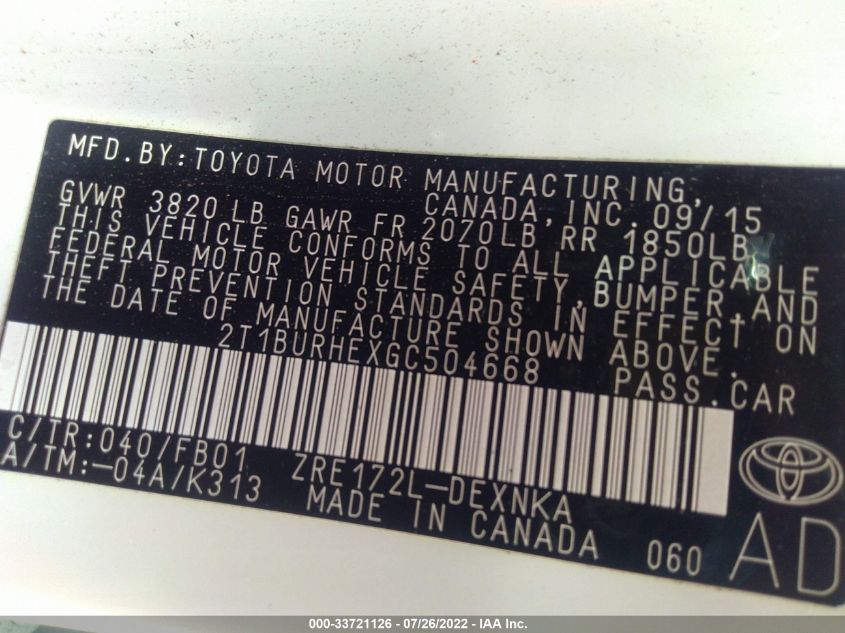 MFD.BY:TOYOTA MOTOR MANUFACTURING,
CANADA,INC.09/15
GVWR 3820LB GAWR FR 2070LB RR 1850LB
THIS VEHICLE CONFORMS TO ALL APPLICABLE
FEDERAL MOTOR VEHICLE SAFETY,BUMPER,AND
THEFT PREVENTION STANDARDS IN EFFECT ON
THE DATE OF MANUFACTURE SHOWN ABOVE.
2T1BURHEXGC504668 PASS.CAR
C/TR:040/FB01 ZRE172L-DEXNKA
A/TM:-04A/K313 MADE IN CANADA 060 AD
000-33721126 - 07/26/2022 - IAA Inc.